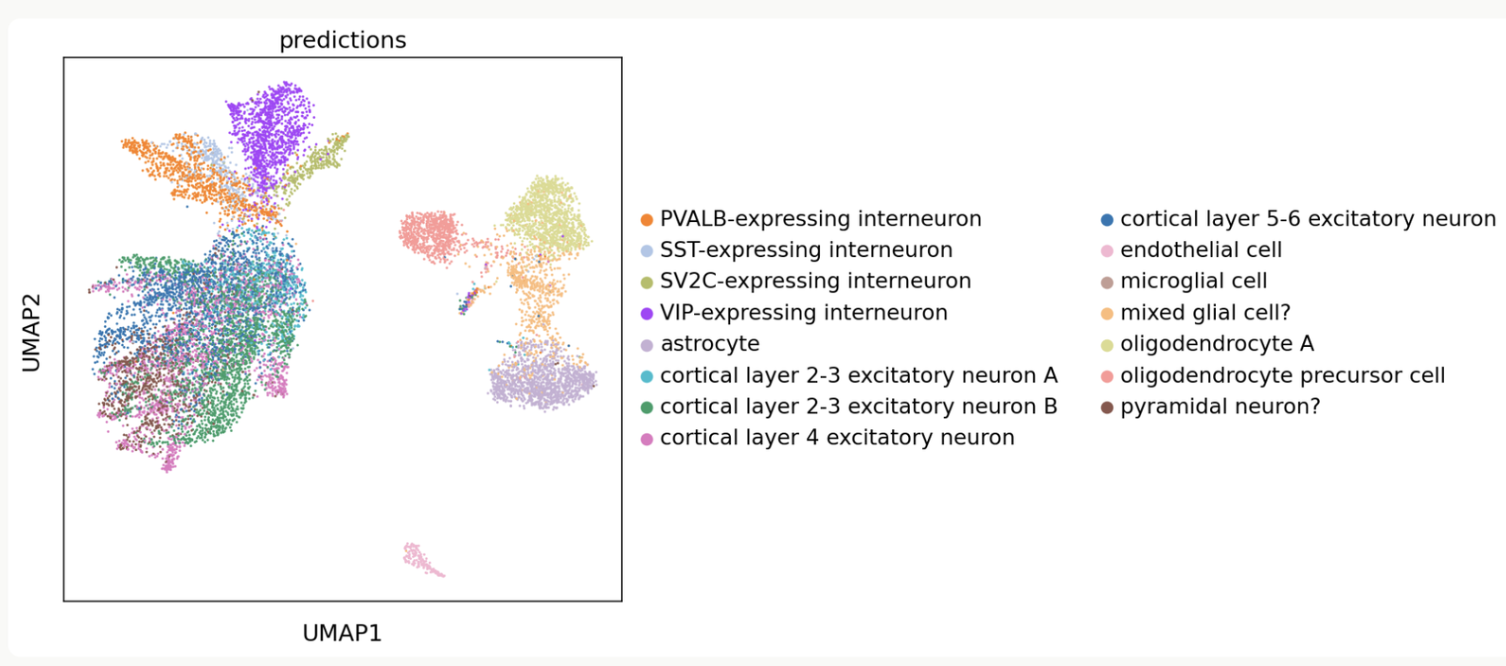 predictions
UMAP2
UMAP1
PVALB-expressing interneuron
SST-expressing interneuron
SV2C-expressing interneuron
VIP-expressing interneuron
astrocyte
cortical layer 2-3 excitatory neuron A
cortical layer 2-3 excitatory neuron B
cortical layer 4 excitatory neuron
cortical layer 5-6 excitatory neuron
endothelial cell
microglial cell
mixed glial cell?
oligodendrocyte A
oligodendrocyte precursor cell
pyramidal neuron?